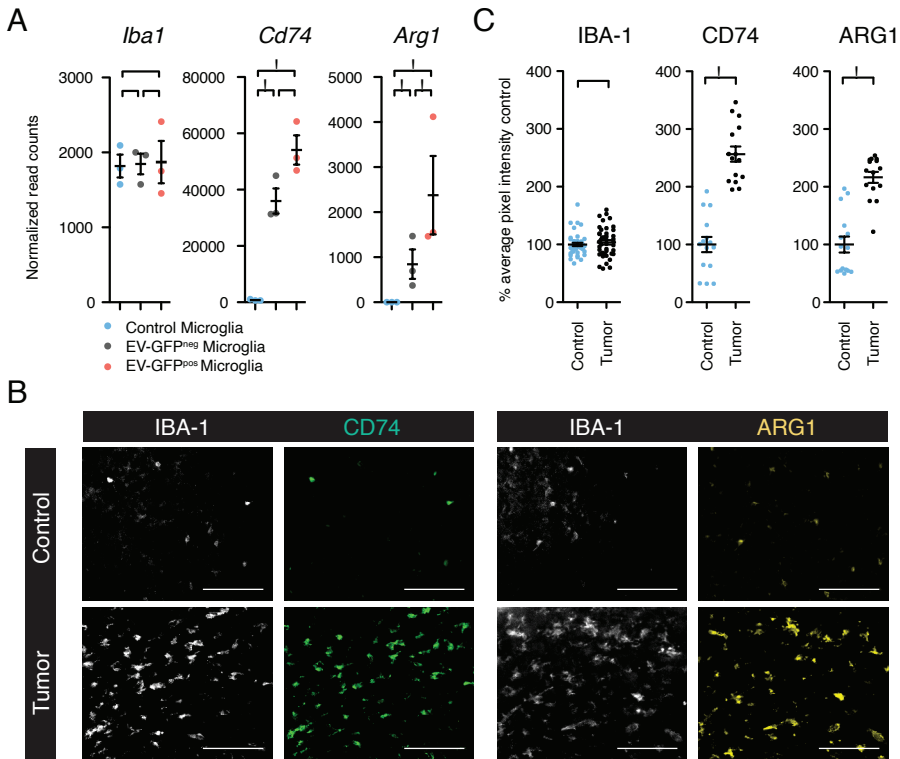 A
Iba1
Cd74
Arg1
Normalized read counts
3000
2000
1000
0
80000
60000
40000
20000
0
5000
4000
3000
2000
1000
0
!
!
!
!
!
Control Microglia
EV-GFPneg Microglia
EV-GFPpos Microglia
C
IBA-1
CD74
ARG1
% average pixel intensity control
400
300
200
100
0
400
300
200
100
0
400
300
200
100
0
!
!
Control
Tumor
Control
Tumor
Control
Tumor
B
IBA-1
CD74
IBA-1
ARG1
Control
Tumor